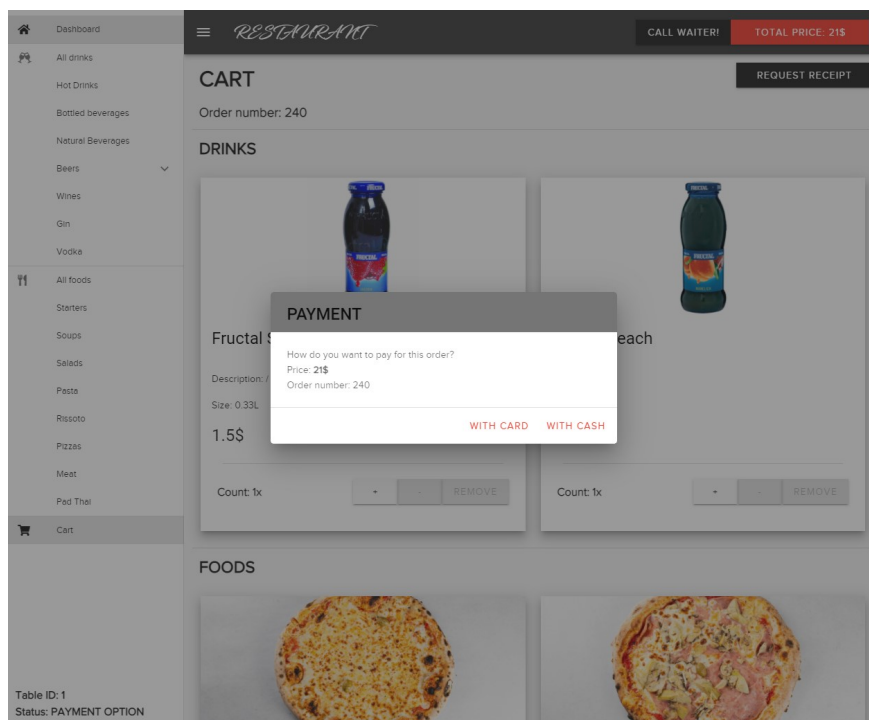 Dashboard
All drinks
Hot Drinks
Bottled beverages
Natural Beverages
Beers
Wines
Gin
Vodka
All foods
Starters
Soups
Salads
Pasta
Rissoto
Pizzas
Meat
Pad Thai
Cart
Table ID: 1
Status: PAYMENT OPTION
RESTAURANT
CALL WAITER!
TOTAL PRICE: 21$
CART
REQUEST RECEIPT
Order number: 240
DRINKS
FRUCTAL
FRUCTAL
Fructal
Description: /
Size: 0.33L
1.5$
Count: 1x
+ - REMOVE
FRUCTAL
FRUCTAL
each
Count: 1x
+ - REMOVE
PAYMENT
How do you want to pay for this order?
Price: 21$
Order number: 240
WITH CARD WITH CASH
FOODS